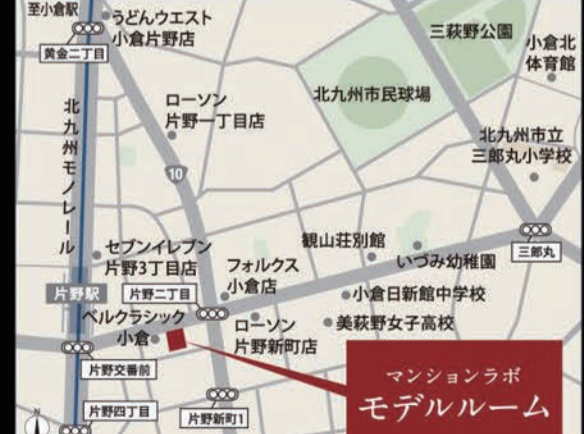 至小倉駅
うどんウエスト
小倉片野店
黄金二丁目
三萩野公園
小倉北
体育館
北九州市民球場
ローソン
片野一丁目店
北九州モノレール
北九州市立
三郎丸小学校
10
三郎丸
セブンイレブン
片野3丁目店
観山荘別館
いづみ幼稚園
フォルクス
小倉店
片野駅
片野二丁目
小倉日新館中学校
ベルクラシック
小倉
ローソン
片野新町店
美萩野女子高校
片野交番前
片野四丁目
片野新町1
N
マンションラボ
モデルルーム